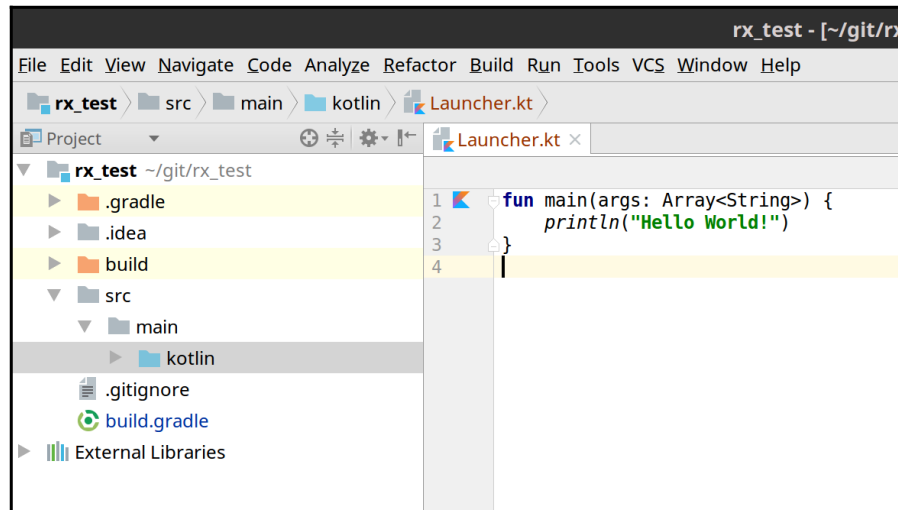 rx_test - [~/git/rx
File Edit View Navigate Code Analyze Refactor Build Run Tools VCS Window Help
rx_test src main kotlin Launcher.kt
Project
Launcher.kt
rx_test ~/git/rx_test
.gradle
.idea
build
src
main
kotlin
.gitignore
build.gradle
External Libraries
1 fun main(args: Array<String>) {
2 println("Hello World!")
3 }
4